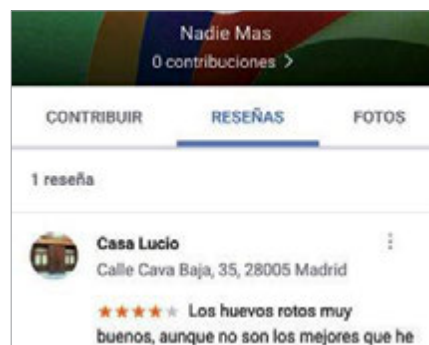 Nadie Mas
0 contribuciones >
CONTRIBUIR RESEÑAS FOTOS
1 reseña
Casa Lucio
Calle Cava Baja, 35, 28005 Madrid
Los huevos rotos muy
buenos, aunque no son los mejores que he